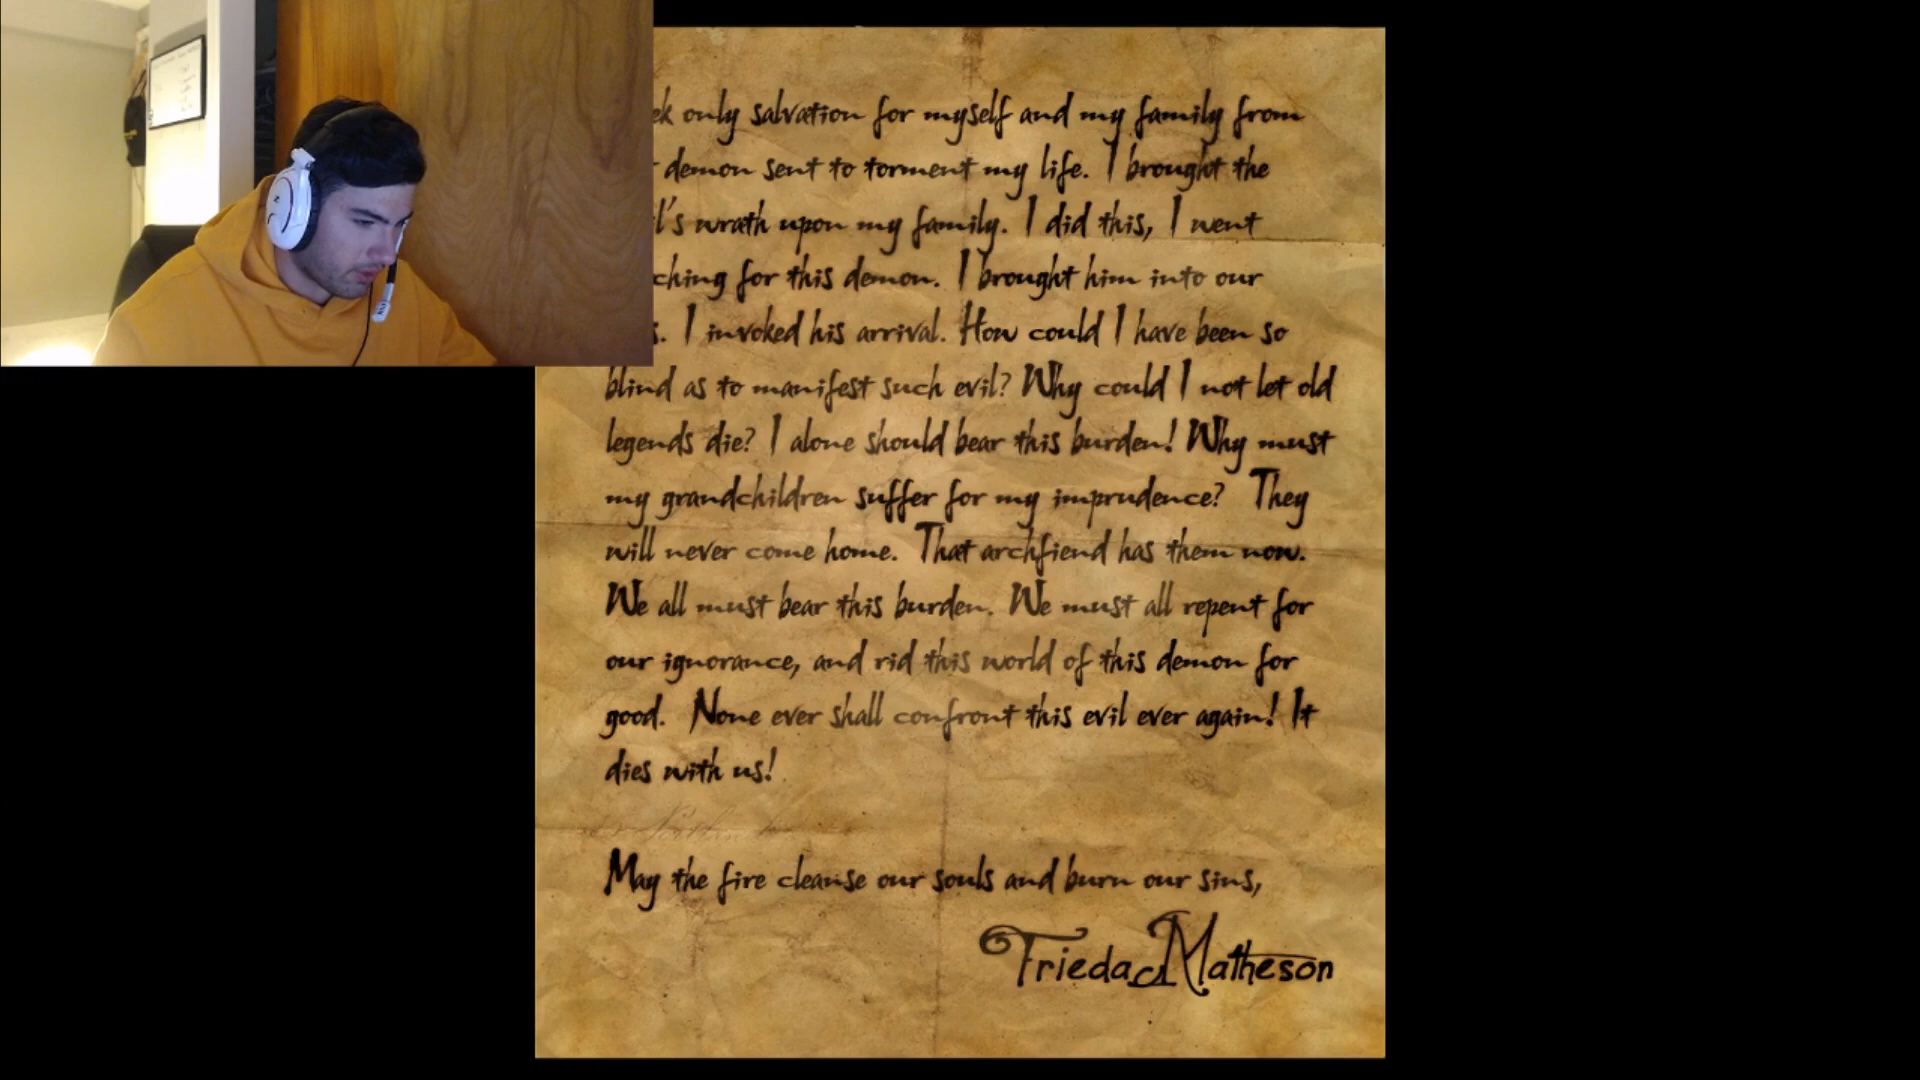 only salvation for myself and my family from
demon sent to torment my life. I brought the
wrath upon my family. I did this, I went
for this demon. I brought him into our
I invoked his arrival. How could I have been so
blind as to manifest such evil? Why could I not let old
legends die? I alone should bear this burden! Why must
my grandchildren suffer for my imprudence? They
will never come home. That archfiend has them now.
We all must bear this burden. We must all repent for
our ignorance, and rid this world of this demon for
good. None ever shall confront this evil ever again! It
dies with us!
May the fire cleanse our souls and burn our sins,
Frieda Matheson